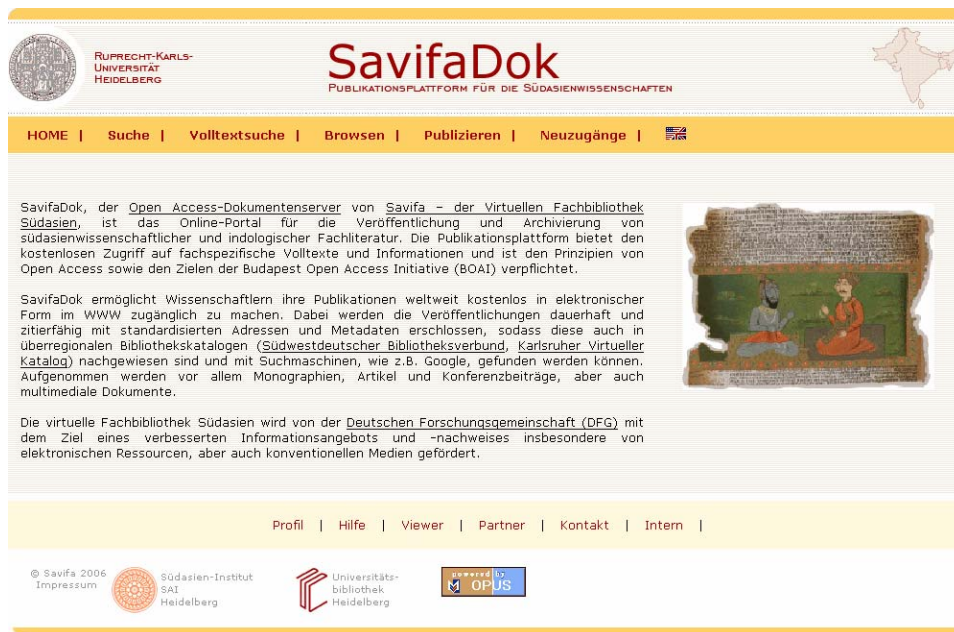 RUPRECHT-KARLS-
UNIVERSITÄT
HEIDELBERG
SavifaDok
PUBLIKATIONSPLATTFORM FÜR DIE SÜDASIENWISSENSCHAFTEN
HOME | Suche | Volltextsuche | Browsen | Publizieren | Neuzugänge |
SavifaDok, der Open Access-Dokumentenserver von Savifa – der Virtuellen Fachbibliothek
Südasien, ist das Online-Portal für die Veröffentlichung und Archivierung von
südasienwissenschaftlicher und indologischer Fachliteratur. Die Publikationsplattform bietet den
kostenlosen Zugriff auf fachspezifische Volltexte und Informationen und ist den Prinzipien von
Open Access sowie den Zielen der Budapest Open Access Initiative (BOAI) verpflichtet.
SavifaDok ermöglicht Wissenschaftlern ihre Publikationen weltweit kostenlos in elektronischer
Form im WWW zugänglich zu machen. Dabei werden die Veröffentlichungen dauerhaft und
zitierfähig mit standardisierten Adressen und Metadaten erschlossen, sodass diese auch in
überregionalen Bibliothekskatalogen (Südwestdeutscher Bibliotheksverbund, Karlsruher Virtueller
Katalog) nachgewiesen sind und mit Suchmaschinen, wie z.B. Google, gefunden werden können.
Aufgenommen werden vor allem Monographien, Artikel und Konferenzbeiträge, aber auch
multimediale Dokumente.
Die virtuelle Fachbibliothek Südasien wird von der Deutschen Forschungsgemeinschaft (DFG) mit
dem Ziel eines verbesserten Informationsangebots und -nachweises insbesondere von
elektronischen Ressourcen, aber auch konventionellen Medien gefördert.
Profil | Hilfe | Viewer | Partner | Kontakt | Intern |
© Savifa 2006
Impressum
Südasien-Institut
SAI
Heidelberg
Universitäts-
bibliothek
Heidelberg
powered by
OPUS